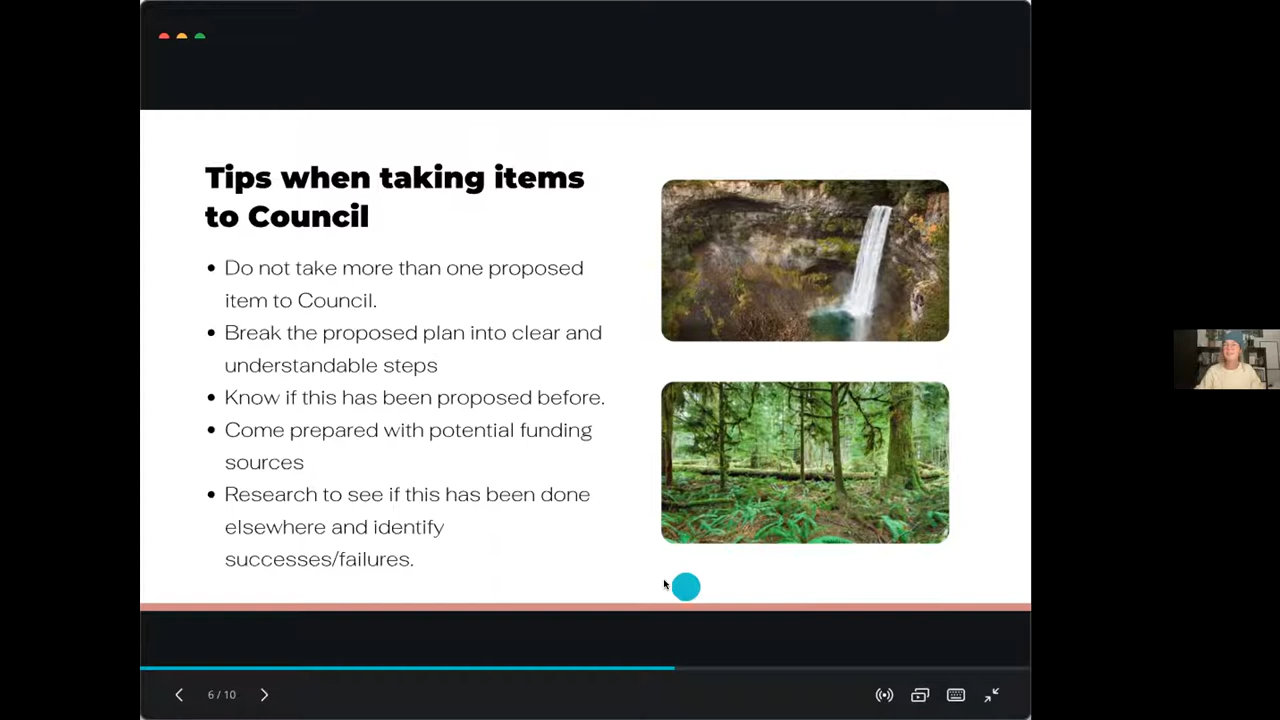 Tips when taking items
to Council
• Do not take more than one proposed
item to Council.
• Break the proposed plan into clear and
understandable steps
• Know if this has been proposed before.
• Come prepared with potential funding
sources
• Research to see if this has been done
elsewhere and identify
successes/failures.
6 / 10